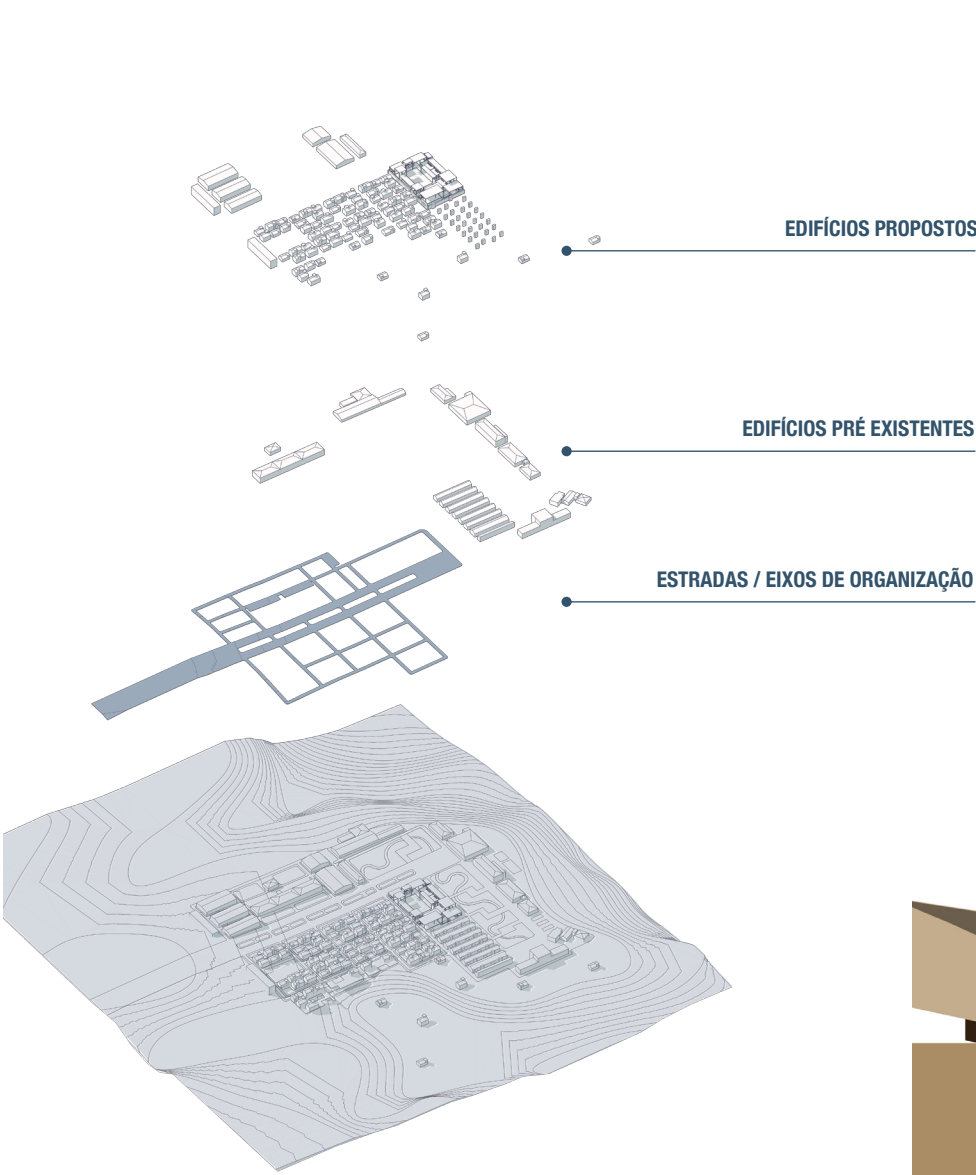 EDIFÍCIOS PROPOSTOS
EDIFÍCIOS PRÉ EXISTENTES
ESTRADAS / EIXOS DE ORGANIZAÇÃO